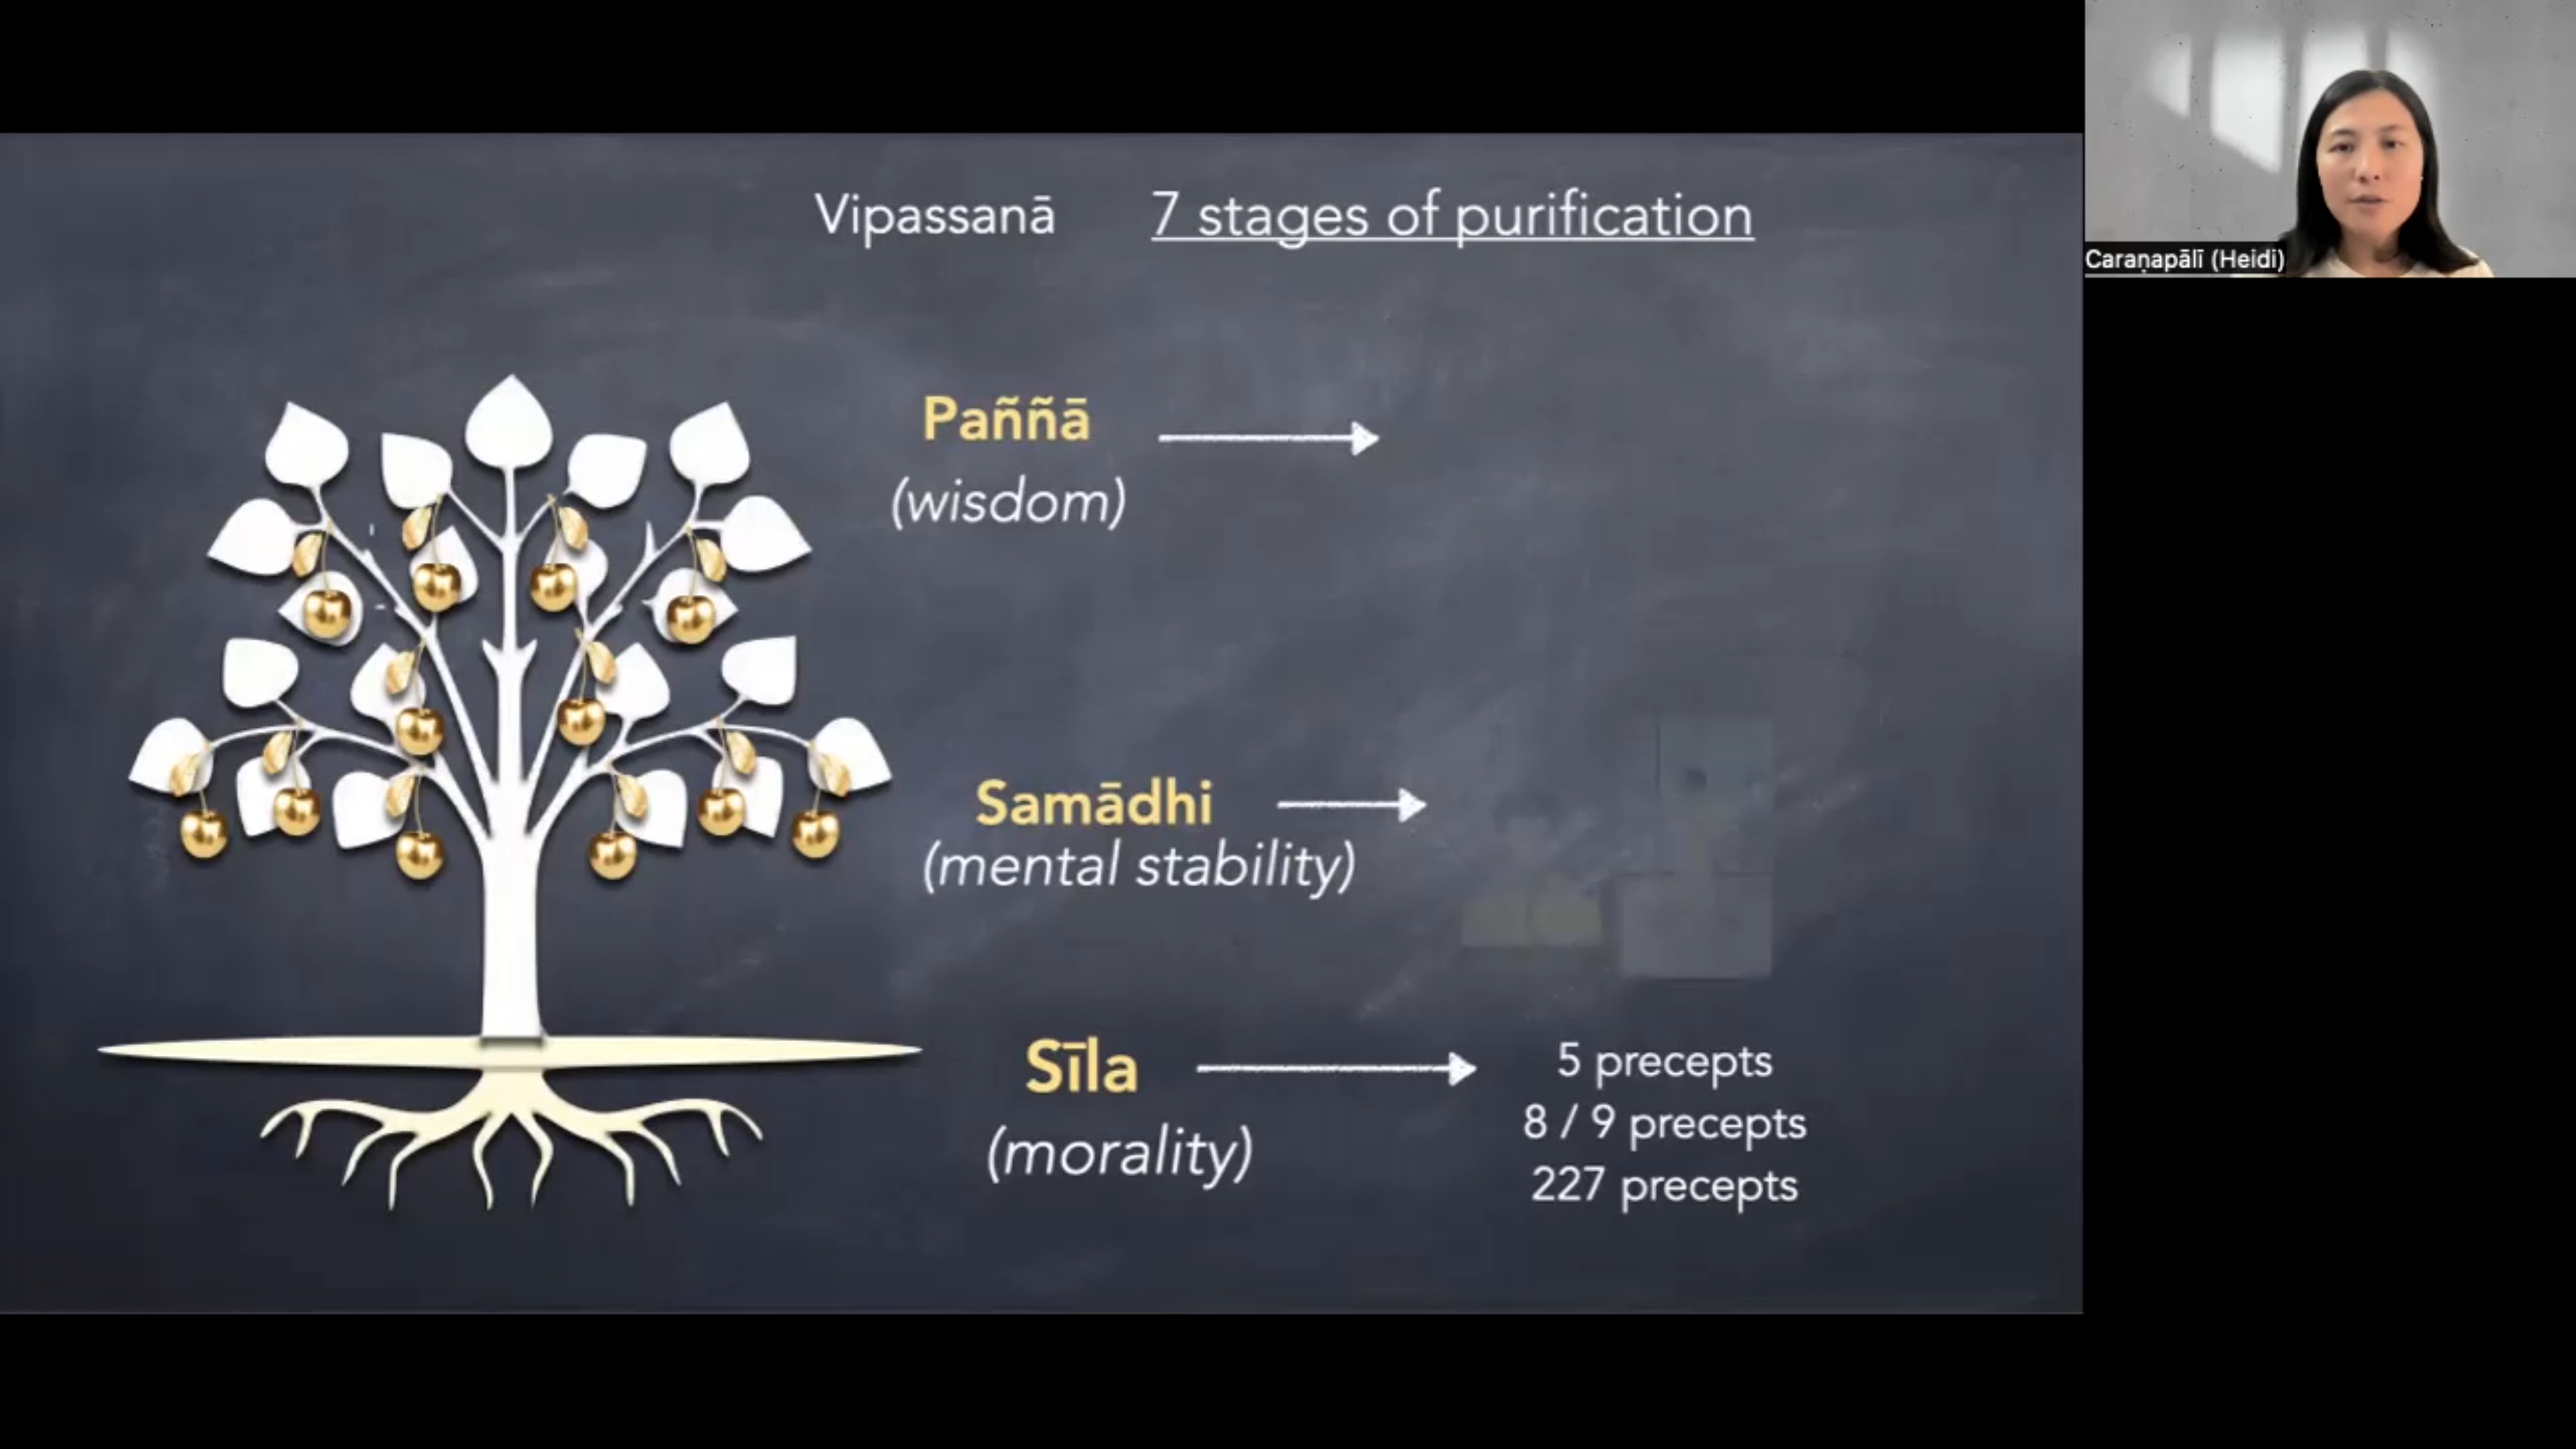 Vipassanā 7 stages of purification
Paññā
(wisdom)
Samādhi
(mental stability)
Sīla
(morality)
5 precepts
8 / 9 precepts
227 precepts
Caraṇapālī (Heidi)